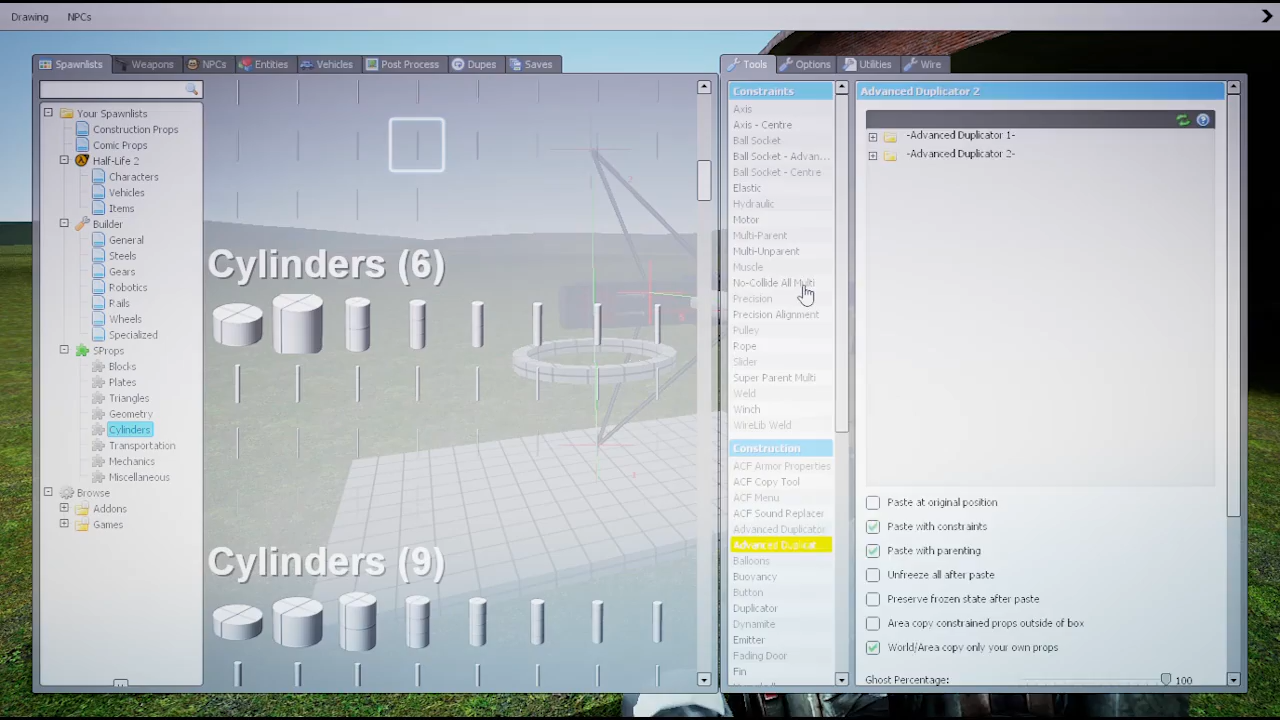 Drawing NPCs
Spawnlists Weapons NPCs Entities Vehicles Post Process Dupes Saves
Your Spawnlists
Construction Props
Comic Props
Half-Life 2
Characters
Vehicles
Items
Builder
General
Steels
Gears
Robotics
Rails
Wheels
Specialized
SProps
Blocks
Plates
Triangles
Geometry
Cylinders
Transportation
Mechanics
Miscellaneous
Browse
Addons
Games
Cylinders (6)
Cylinders (9)
Tools Options Utilities Wire
Constraints
Axis
Axis - Centre
Ball Socket
Ball Socket - Advan...
Ball Socket - Centre
Elastic
Hydraulic
Motor
Multi-Parent
Multi-Unparent
Muscle
No-Collide All Multi
Precision
Precision Alignment
Pulley
Rope
Slider
Super Parent Multi
Weld
Winch
WireLib Weld
Construction
ACF Armor Properties
ACF Copy Tool
ACF Menu
ACF Sound Replacer
Advanced Duplicator
Advanced Duplicat...
Balloons
Buoyancy
Button
Duplicator
Dynamite
Emitter
Fading Door
Fin
Advanced Duplicator 2
-Advanced Duplicator 1-
-Advanced Duplicator 2-
Paste at original position
Paste with constraints
Paste with parenting
Unfreeze all after paste
Preserve frozen state after paste
Area copy constrained props outside of box
World/Area copy only your own props
Ghost Percentage: 100